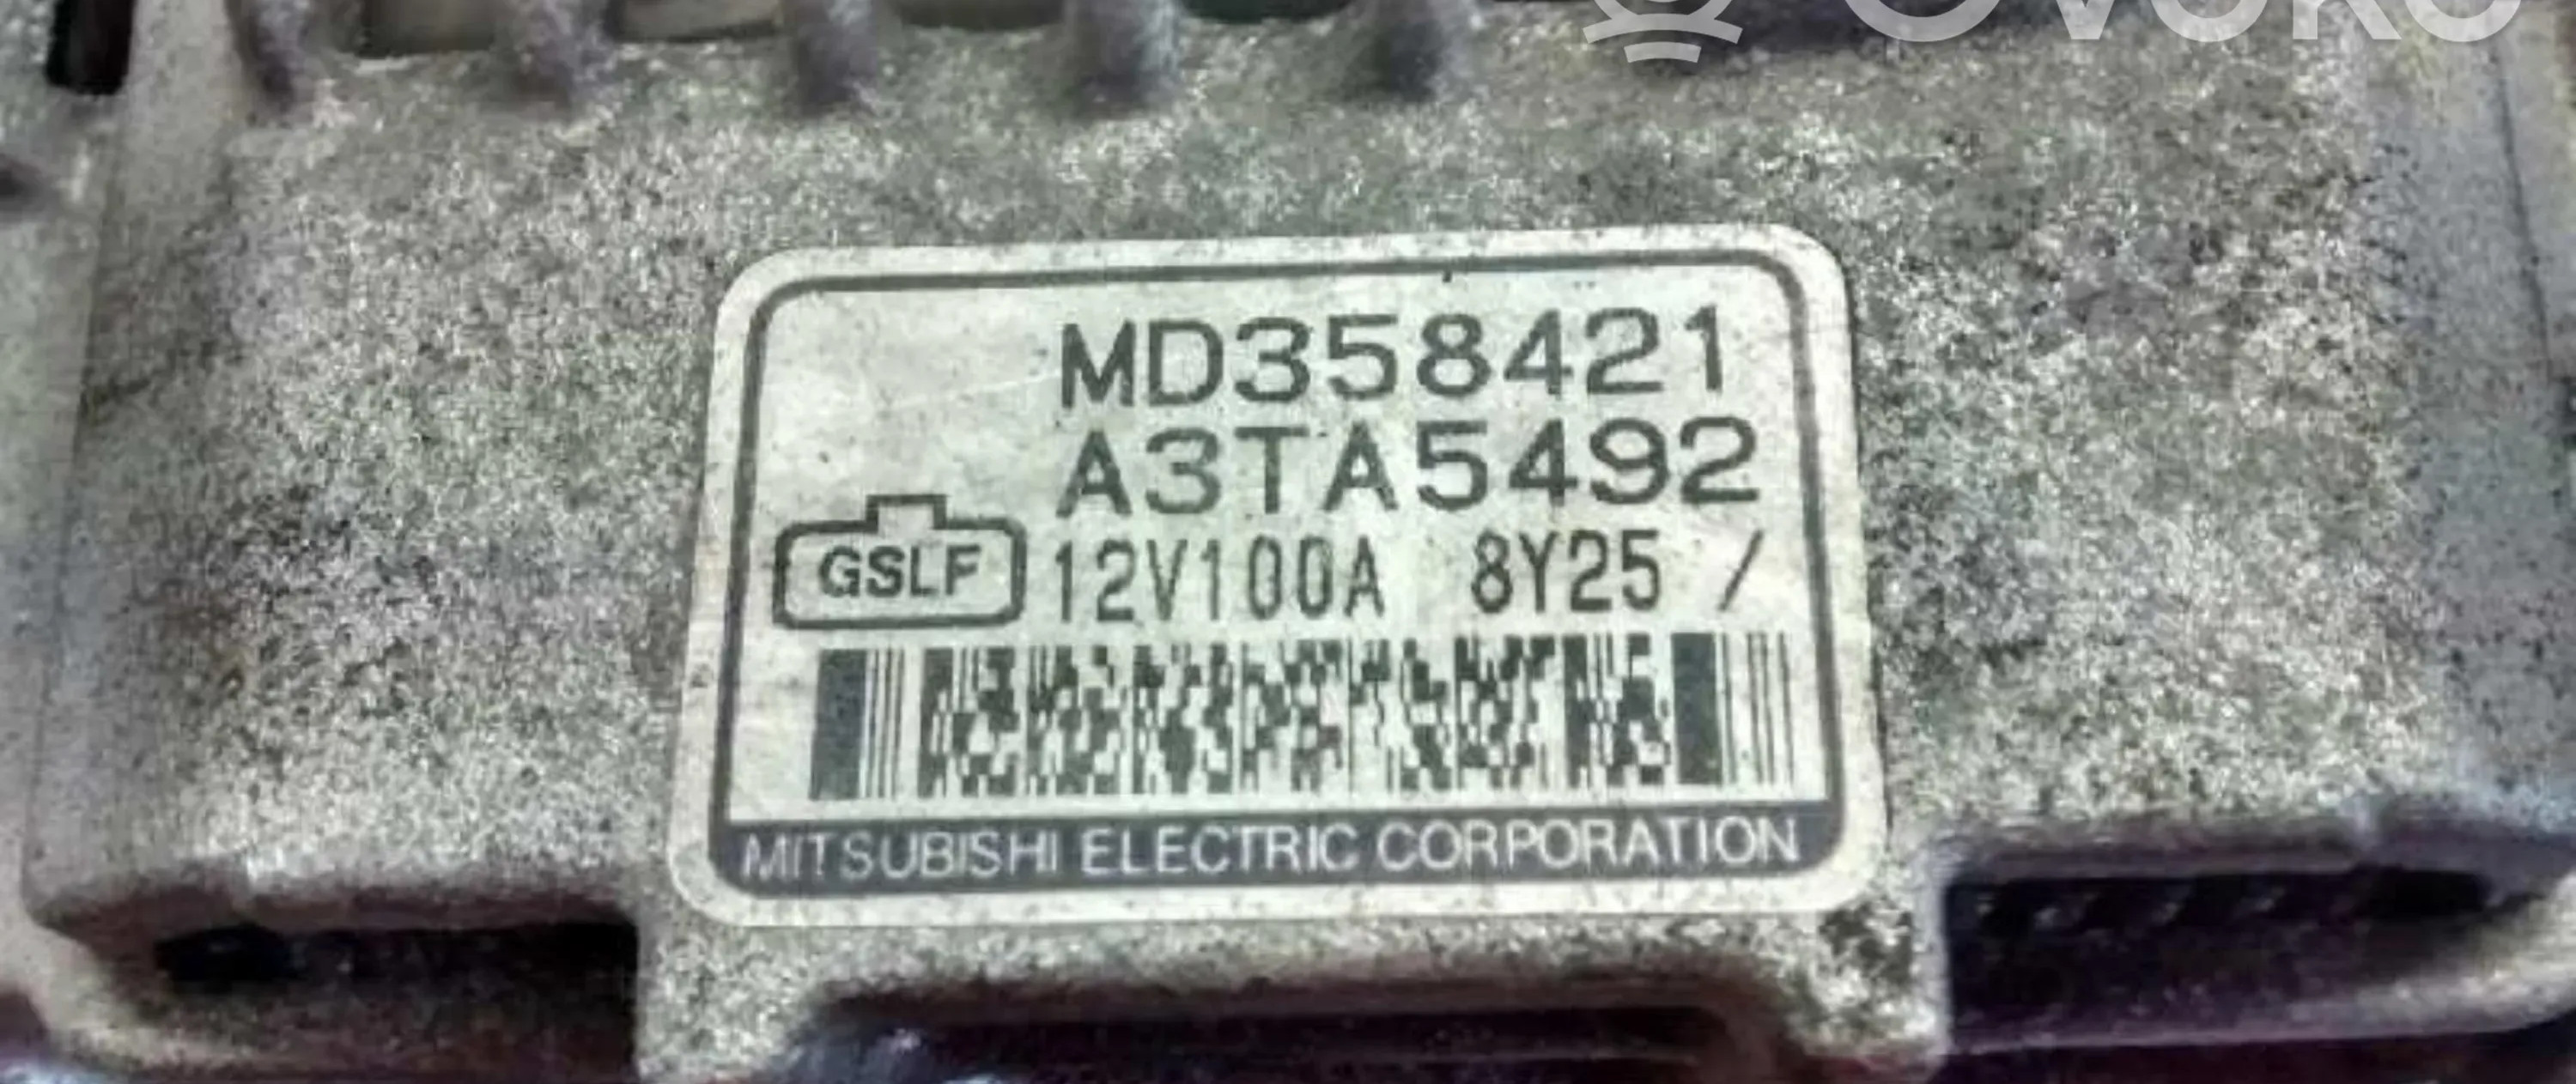 MD358421
A3TA5492
GSLF 12V100A 8Y25 /
MITSUBISHI ELECTRIC CORPORATION